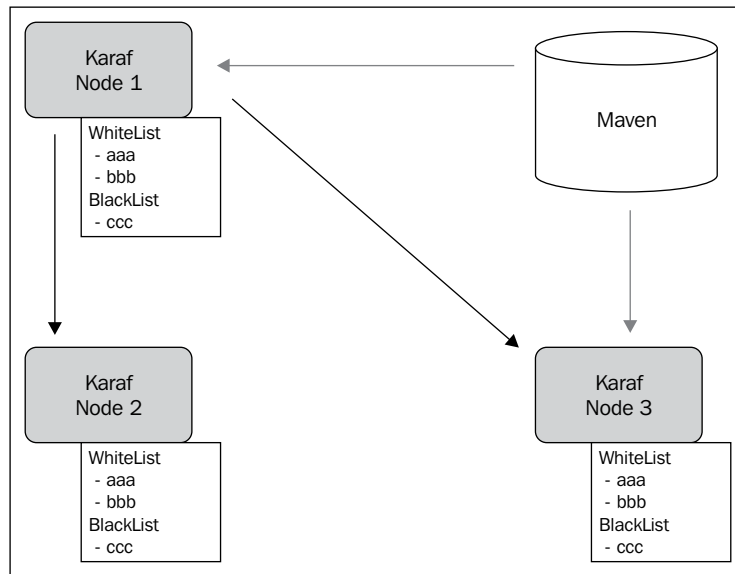 Karaf
Node 1
Maven
WhiteList
- aaa
- bbb
BlackList
- ccc
Karaf
Node 2
WhiteList
- aaa
- bbb
BlackList
- ccc
Karaf
Node 3
WhiteList
- aaa
- bbb
BlackList
- ccc